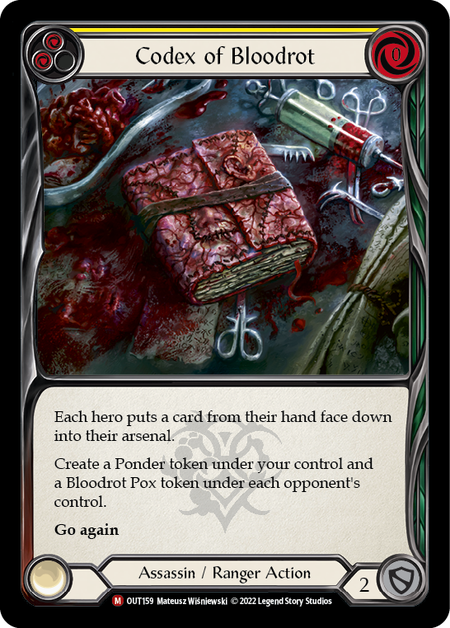 Codex of Bloodrot
0
Each hero puts a card from their hand face down
into their arsenal.
Create a Ponder token under your control and
a Bloodrot Pox token under each opponent's
control.
Go again
Assassin / Ranger Action
2
M OUT159 Mateusz Wiśniewski © 2022 Legend Story Studios